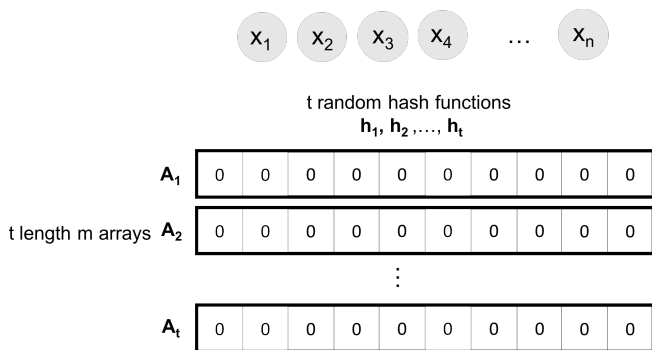 x1 x2 x3 x4 … xn
t random hash functions
h1, h2 ,…, ht
A1 0 0 0 0 0 0 0 0 0 0
t length m arrays A2 0 0 0 0 0 0 0 0 0 0
⋮
At 0 0 0 0 0 0 0 0 0 0